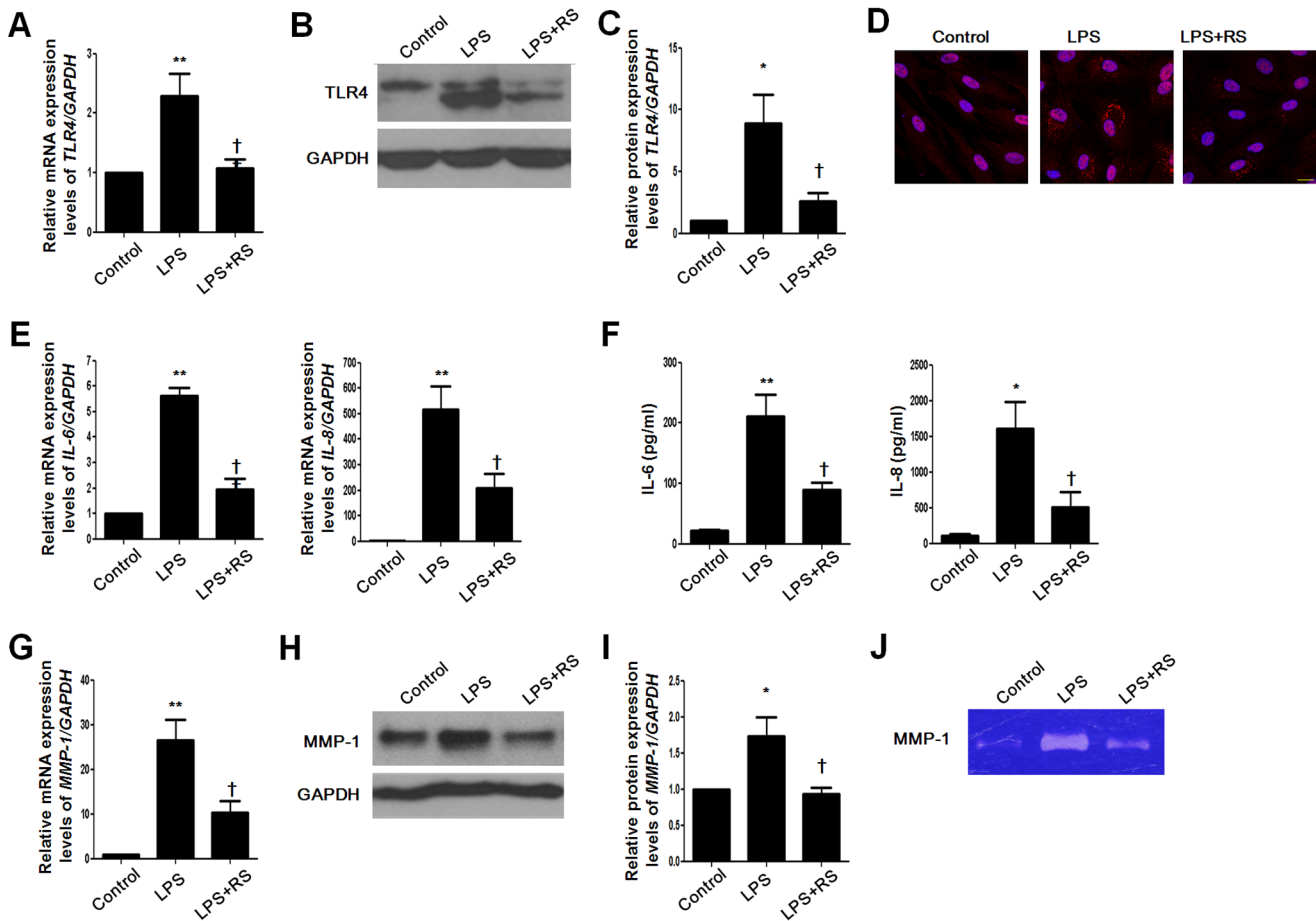 A
Relative mRNA expression
levels of TLR4/GAPDH
3
2
1
0
**
†
Control
LPS
LPS+RS
B
Control
LPS
LPS+RS
TLR4
GAPDH
C
Relative protein expression
levels of TLR4/GAPDH
15
10
5
0
*
†
Control
LPS
LPS+RS
D
Control
LPS
LPS+RS
E
Relative mRNA expression
levels of IL-6/GAPDH
7
6
5
4
3
2
1
0
**
†
Control
LPS
LPS+RS
Relative mRNA expression
levels of IL-8/GAPDH
700
600
500
400
300
200
100
0
**
†
Control
LPS
LPS+RS
F
IL-6 (pg/ml)
300
200
100
0
**
†
Control
LPS
LPS+RS
IL-8 (pg/ml)
2500
2000
1500
1000
500
0
*
†
Control
LPS
LPS+RS
G
Relative mRNA expression
levels of MMP-1/GAPDH
40
30
20
10
0
**
†
Control
LPS
LPS+RS
H
Control
LPS
LPS+RS
MMP-1
GAPDH
I
Relative protein expression
levels of MMP-1/GAPDH
2.5
2.0
1.5
1.0
0.5
0.0
*
†
Control
LPS
LPS+RS
J
Control
LPS
LPS+RS
MMP-1